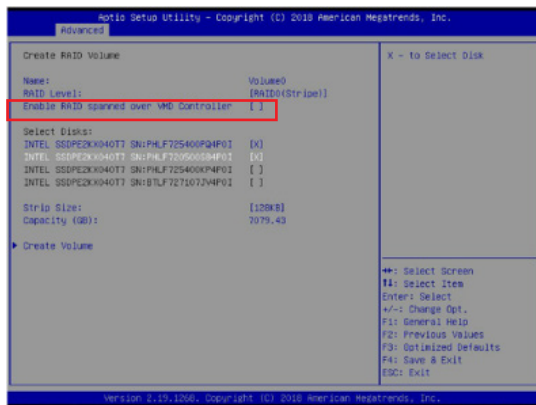 Aptio Setup Utility – Copyright (C) 2018 American Megatrends, Inc.
Advanced
Create RAID Volume
X – to Select Disk
Name: Volume0
RAID Level: [RAID0(Stripe)]
Enable RAID spanned over VMD Controller [ ]
Select Disks:
INTEL SSDPE2KX040T7 SN:PHLF725400PQ4P0I [X]
INTEL SSDPE2KX040T7 SN:PHLF720500SB4P0I [X]
INTEL SSDPE2KX040T7 SN:PHLF725400KP4P0I [ ]
INTEL SSDPE2KX040T7 SN:BTLF727107JV4P0I [ ]
Strip Size: [128KB]
Capacity (GB): 7079.43
Create Volume
: Select Screen
: Select Item
Enter: Select
+/-: Change Opt.
F1: General Help
F2: Previous Values
F3: Optimized Defaults
F4: Save & Exit
ESC: Exit
Version 2.19.1268. Copyright (C) 2018 American Megatrends, Inc.